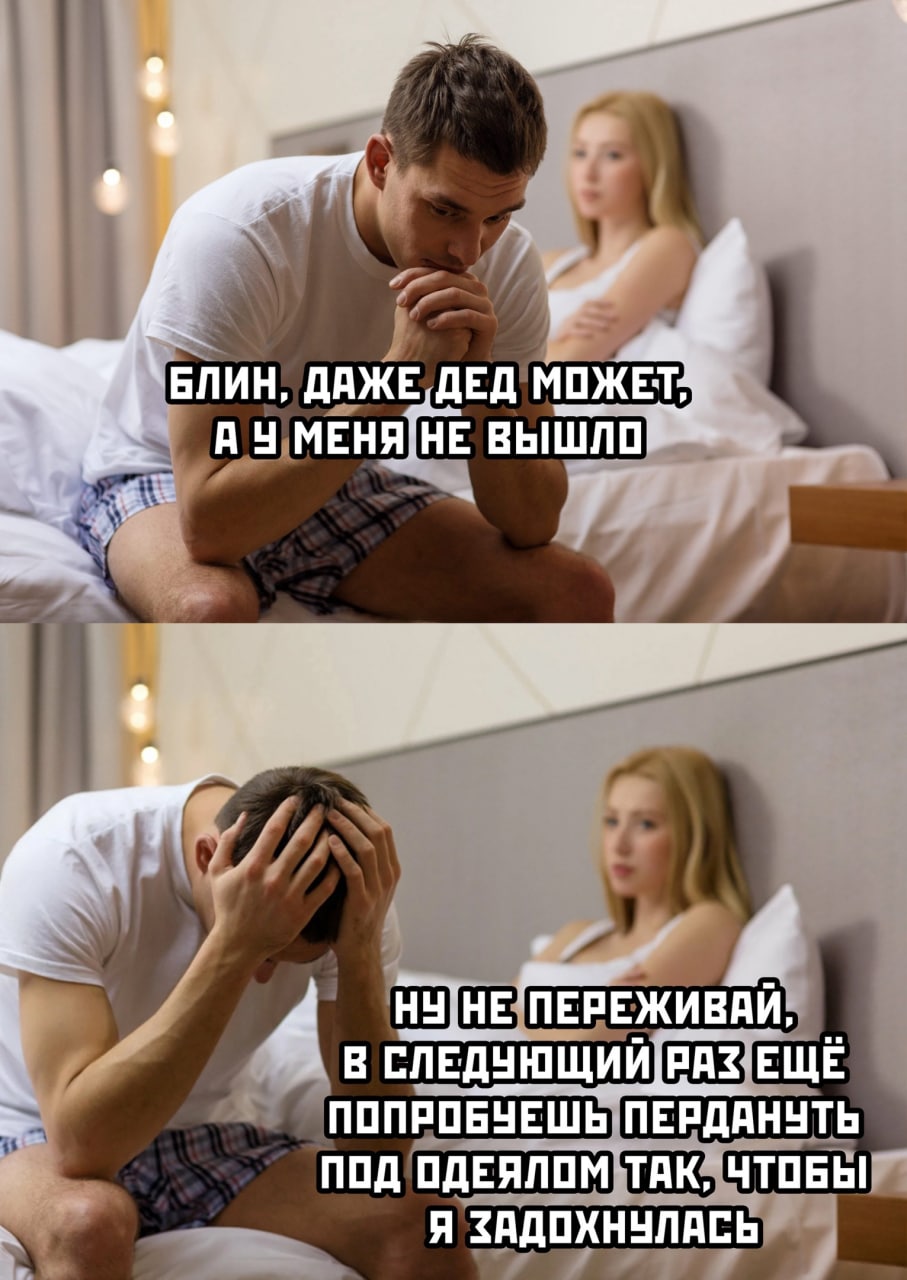 БЛИН, ДАЖЕ ДЕД МОЖЕТ,
А У МЕНЯ НЕ ВЫШЛО
НУ НЕ ПЕРЕЖИВАЙ,
В СЛЕДУЮЩИЙ РАЗ ЕЩЁ
ПОПРОБУЕШЬ ПЕРДАНУТЬ
ПОД ОДЕЯЛОМ ТАК, ЧТОБЫ
Я ЗАДОХНУЛАСЬ